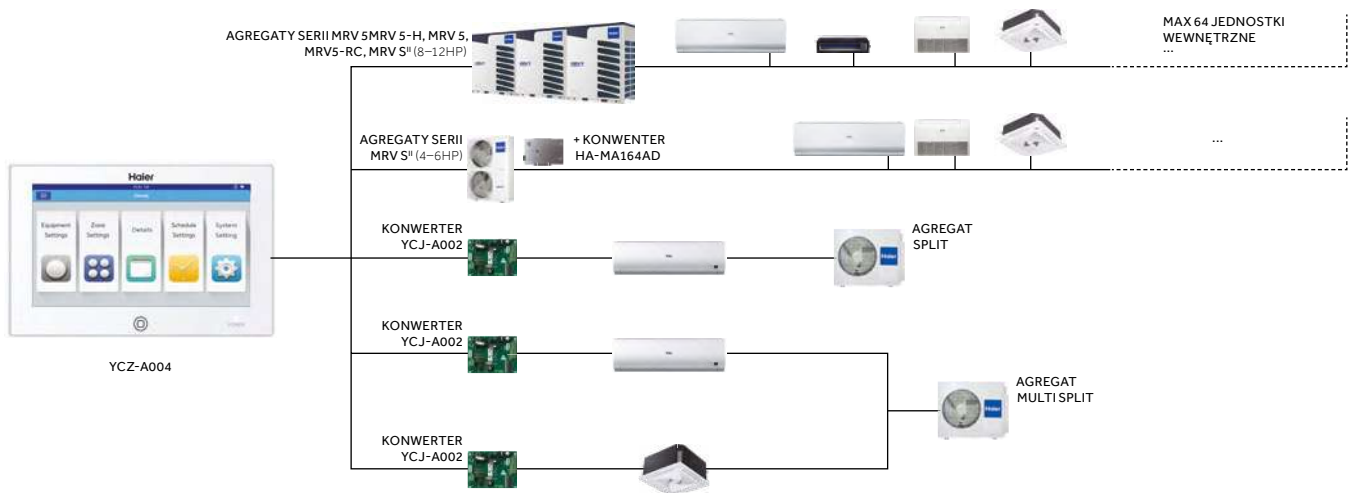 AGREGATY SERII MRV 5MRV 5-H, MRV 5,
MRV5-RC, MRV Sᴵᴵ (8–12HP)
MAX 64 JEDNOSTKI
WEWNĘTRZNE
...
AGREGATY SERII
MRV Sᴵᴵ (4–6HP)
+ KONWENTER
HA-MA164AD
...
Haier
Equipment
Settings
Zone
Settings
Details
Schedule
Settings
System
Setting
YCZ-A004
KONWERTER
YCJ-A002
AGREGAT
SPLIT
Haier
KONWERTER
YCJ-A002
AGREGAT
MULTI SPLIT
Haier
KONWERTER
YCJ-A002